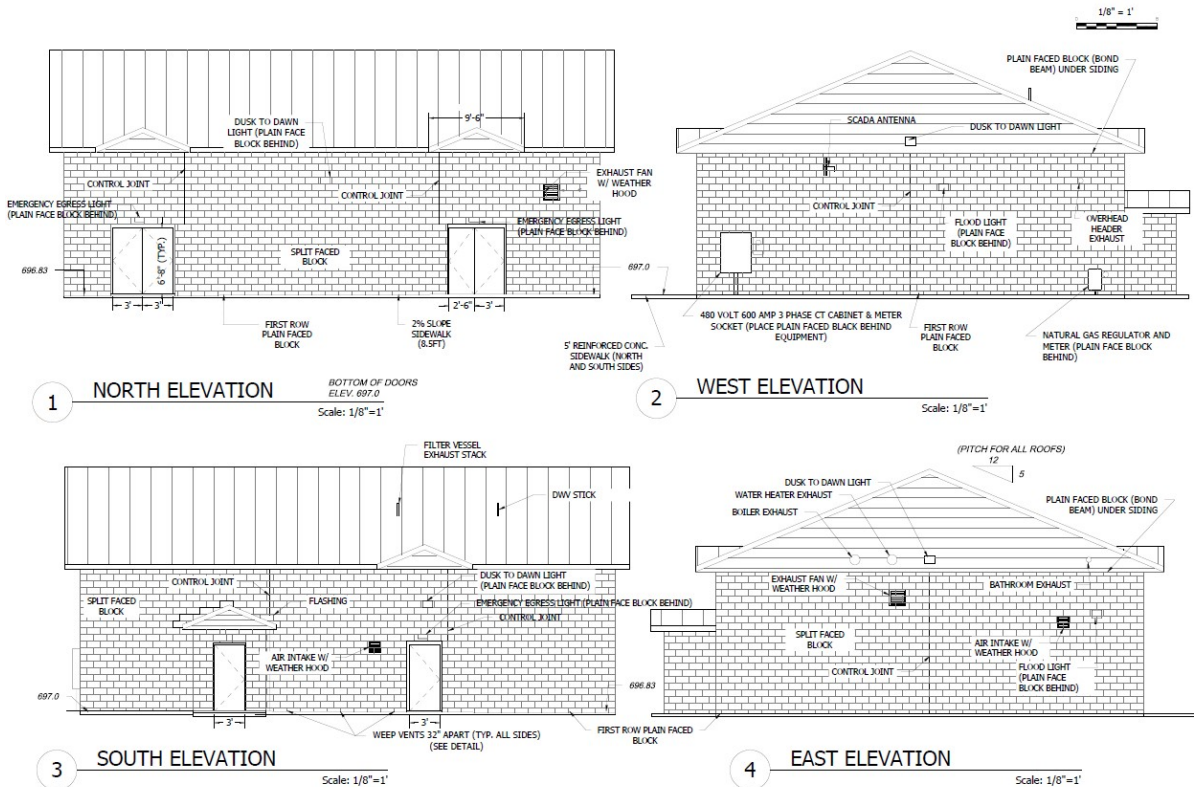 1/8" = 1'
9'-6"
DUSK TO DAWN
LIGHT (PLAIN FACE
BLOCK BEHIND)
CONTROL JOINT
CONTROL JOINT
EXHAUST FAN
W/ WEATHER
HOOD
EMERGENCY EGRESS LIGHT
(PLAIN FACE BLOCK BEHIND)
EMERGENCY EGRESS LIGHT
(PLAIN FACE BLOCK BEHIND)
SPLIT FACED
BLOCK
6'-8" (TYP.)
696.83
3'
3'
2'-6"
3'
FIRST ROW
PLAIN FACED
BLOCK
2% SLOPE
SIDEWALK
(8.5FT)
1
NORTH ELEVATION
BOTTOM OF DOORS
ELEV. 697.0
Scale: 1/8"=1'
PLAIN FACED BLOCK (BOND
BEAM) UNDER SIDING
SCADA ANTENNA
DUSK TO DAWN LIGHT
CONTROL JOINT
FLOOD LIGHT
(PLAIN FACE
BLOCK BEHIND)
OVERHEAD
HEADER
EXHAUST
697.0
480 VOLT 600 AMP 3 PHASE CT CABINET & METER
SOCKET (PLACE PLAIN FACED BLACK BEHIND
EQUIPMENT)
5' REINFORCED CONC.
SIDEWALK (NORTH
AND SOUTH SIDES)
FIRST ROW
PLAIN FACED
BLOCK
NATURAL GAS REGULATOR AND
METER (PLAIN FACE BLOCK
BEHIND)
2
WEST ELEVATION
Scale: 1/8"=1'
FILTER VESSEL
EXHAUST STACK
DWV STICK
CONTROL JOINT
SPLIT FACED
BLOCK
FLASHING
DUSK TO DAWN LIGHT
(PLAIN FACE BLOCK BEHIND)
EMERGENCY EGRESS LIGHT (PLAIN FACE BLOCK BEHIND)
CONTROL JOINT
AIR INTAKE W/
WEATHER HOOD
697.0
696.83
3'
3'
WEEP VENTS 32" APART (TYP. ALL SIDES)
(SEE DETAIL)
FIRST ROW PLAIN FACED
BLOCK
3
SOUTH ELEVATION
Scale: 1/8"=1'
(PITCH FOR ALL ROOFS)
12
5
DUSK TO DAWN LIGHT
WATER HEATER EXHAUST
BOILER EXHAUST
PLAIN FACED BLOCK (BOND
BEAM) UNDER SIDING
EXHAUST FAN W/
WEATHER HOOD
BATHROOM EXHAUST
SPLIT FACED
BLOCK
AIR INTAKE W/
WEATHER HOOD
CONTROL JOINT
FLOOD LIGHT
(PLAIN FACE
BLOCK BEHIND)
4
EAST ELEVATION
Scale: 1/8"=1'